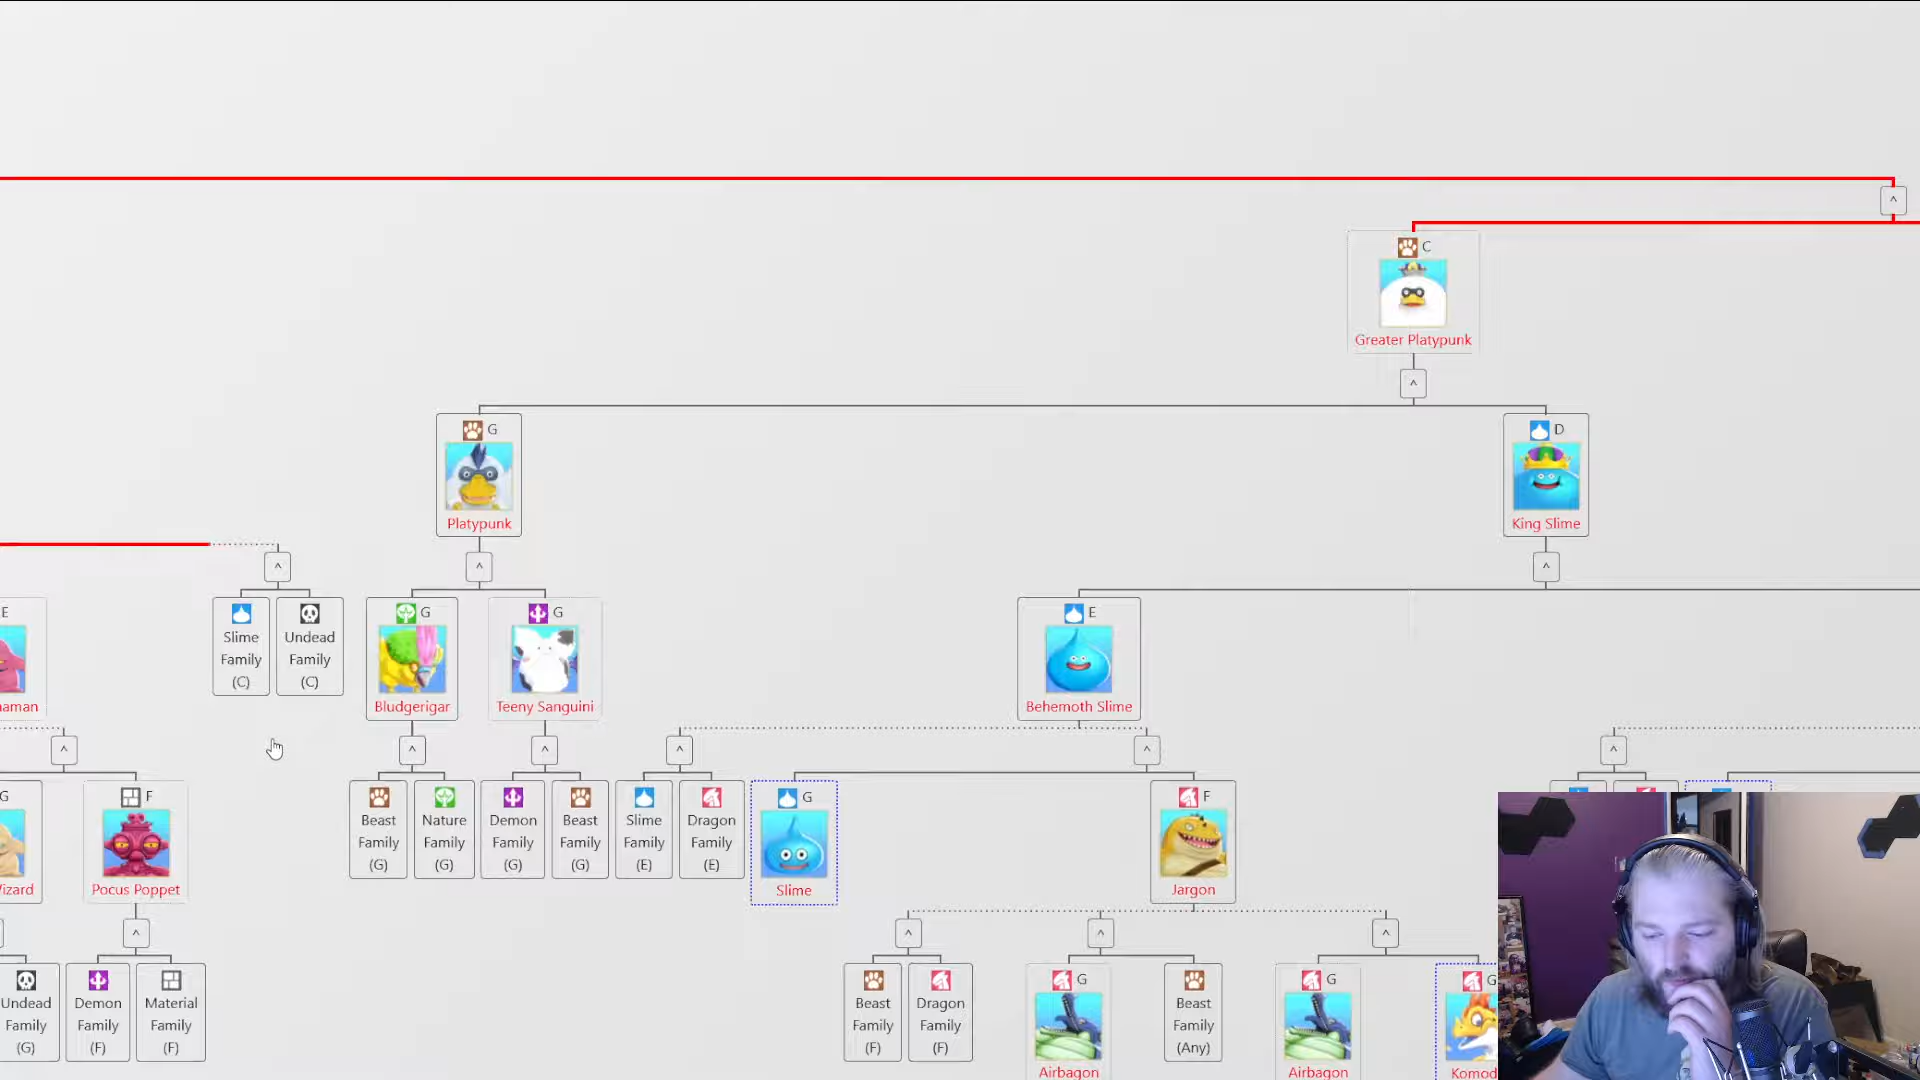 ^
C
Greater Platypunk
^
G
Platypunk
D
King Slime
^
^
^
E
aman
Slime
Family
(C)
Undead
Family
(C)
G
Bludgerigar
G
Teeny Sanguini
E
Behemoth Slime
^
^
^
^
^
^
G
izard
F
Pocus Poppet
Beast
Family
(G)
Nature
Family
(G)
Demon
Family
(G)
Beast
Family
(G)
Slime
Family
(E)
Dragon
Family
(E)
G
Slime
F
Jargon
^
^
^
^
Undead
Family
(G)
Demon
Family
(F)
Material
Family
(F)
Beast
Family
(F)
Dragon
Family
(F)
G
Airbagon
Beast
Family
(Any)
G
Airbagon
G
Komod